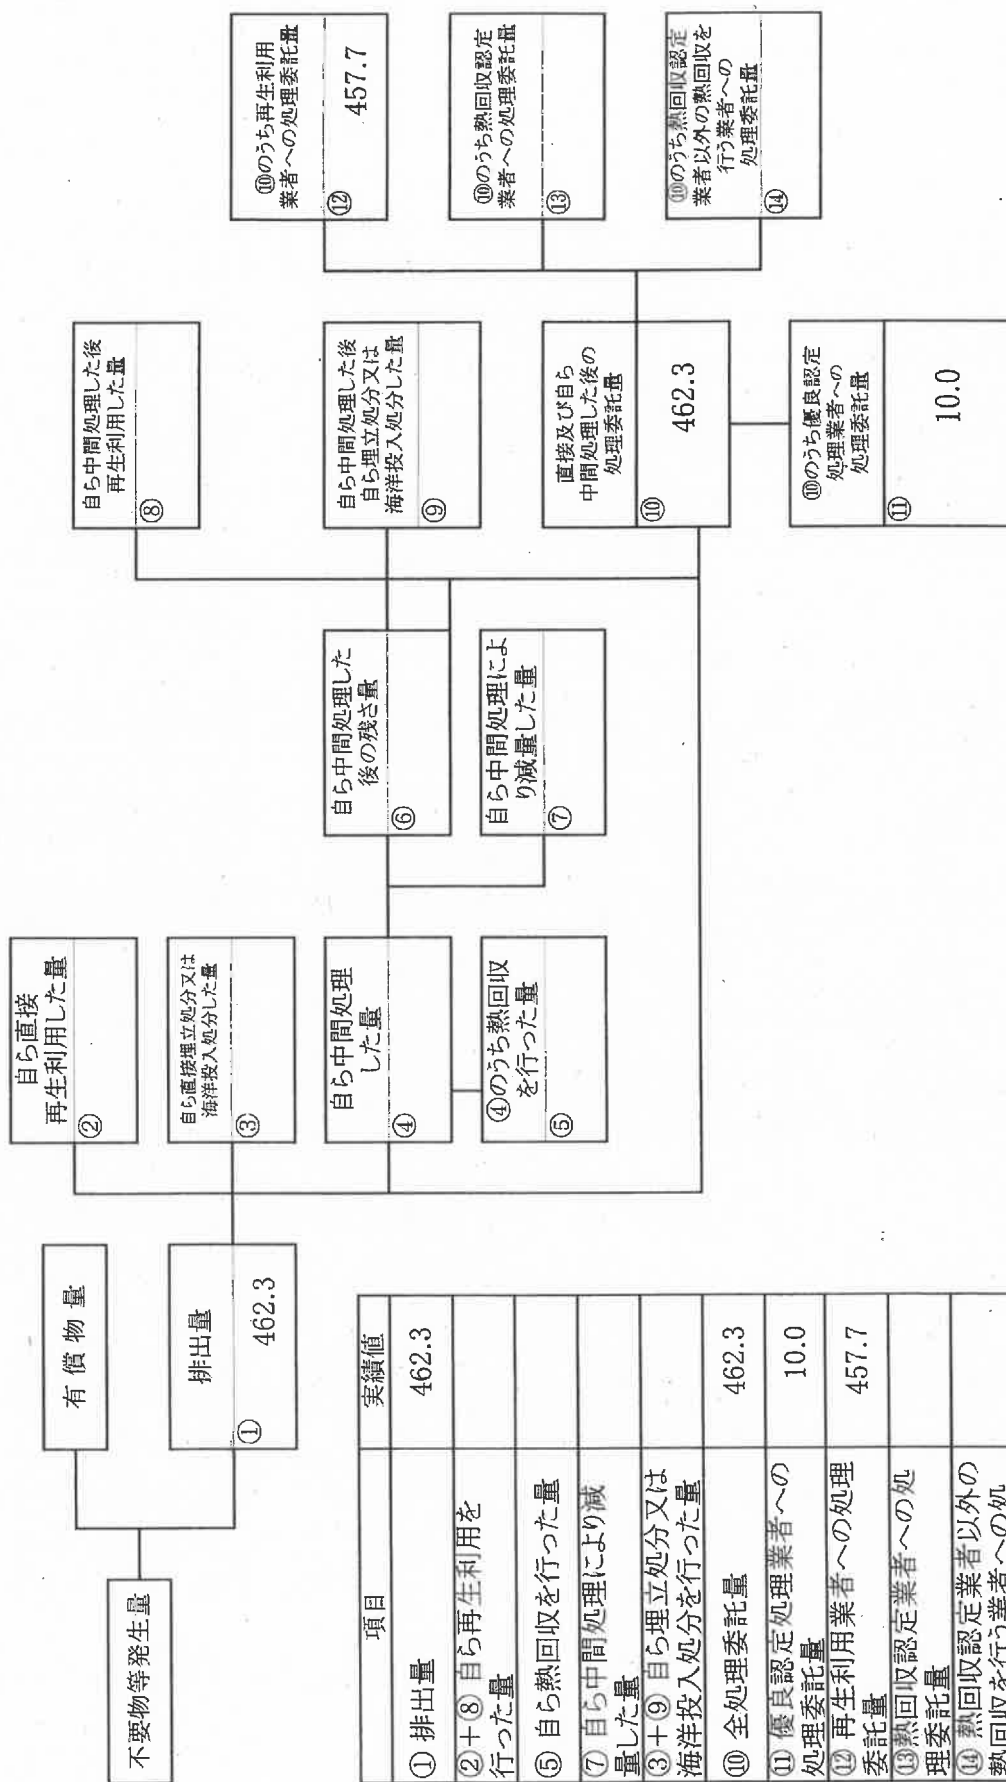 不要物等発生量
有償物量
排出量
①
462.3
自ら直接
再生利用した量
②
自ら直接埋立処分又は
海洋投入処分した量
③
自ら中間処理
した量
④
④のうち熱回収
を行った量
⑤
自ら中間処理した
後の残さ量
⑥
自ら中間処理によ
り減量した量
⑦
自ら中間処理した後
再生利用した量
⑧
自ら中間処理した後
自ら埋立処分又は
海洋投入処分した量
⑨
直接及び自ら
中間処理した後の
処理委託量
⑩
462.3
⑩のうち優良認定
処理業者への
処理委託量
⑪
10.0
⑩のうち再生利用
業者への処理委託量
⑫
457.7
⑩のうち熱回収認定
業者への処理委託量
⑬
⑩のうち熱回収認定
業者以外の熱回収を
行う業者への
処理委託量
⑭
項目 実績値
①排出量 462.3
②+⑧ 自ら再生利用を
行った量
⑤ 自ら熱回収を行った量
⑦ 自ら中間処理により減
量した量
③+⑨ 自ら埋立処分又は
海洋投入処分を行った量
⑩ 全処理委託量 462.3
⑪ 優良認定処理業者への
処理委託量 10.0
⑫ 再生利用業者への処理
委託量 457.7
⑬熱回収認定業者への処
理委託量
⑭ 熱回収認定業者以外の
熱回収を行う業者への処